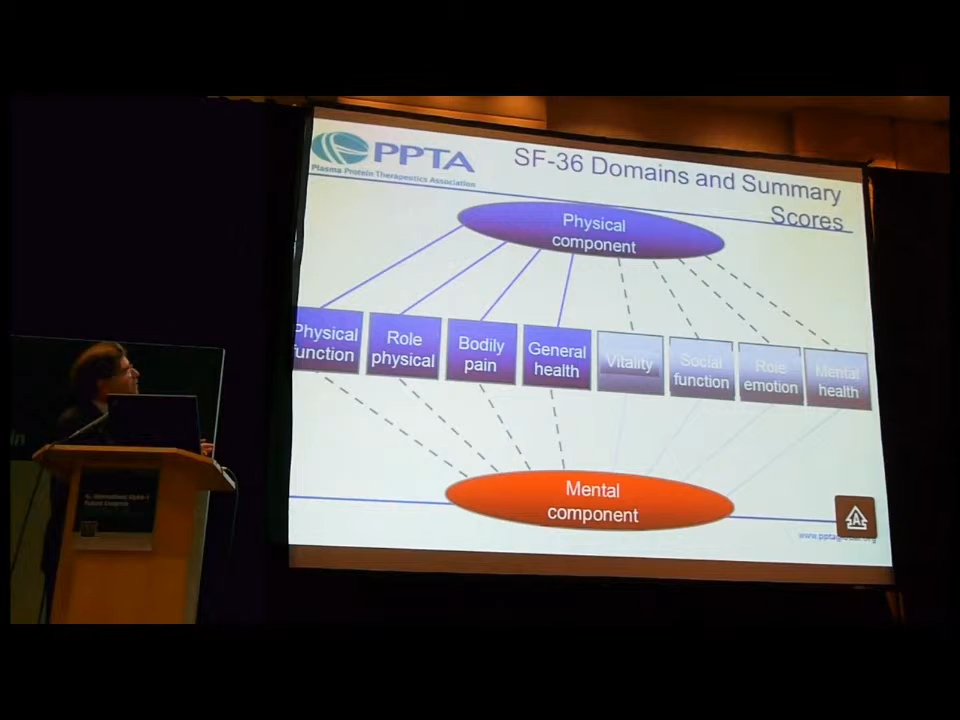 PPTA
Plasma Protein Therapeutics Association
SF-36 Domains and Summary
Scores
Physical
component
Physical
function
Role
physical
Bodily
pain
General
health
Vitality
Social
function
Role
emotion
Mental
health
Mental
component
A